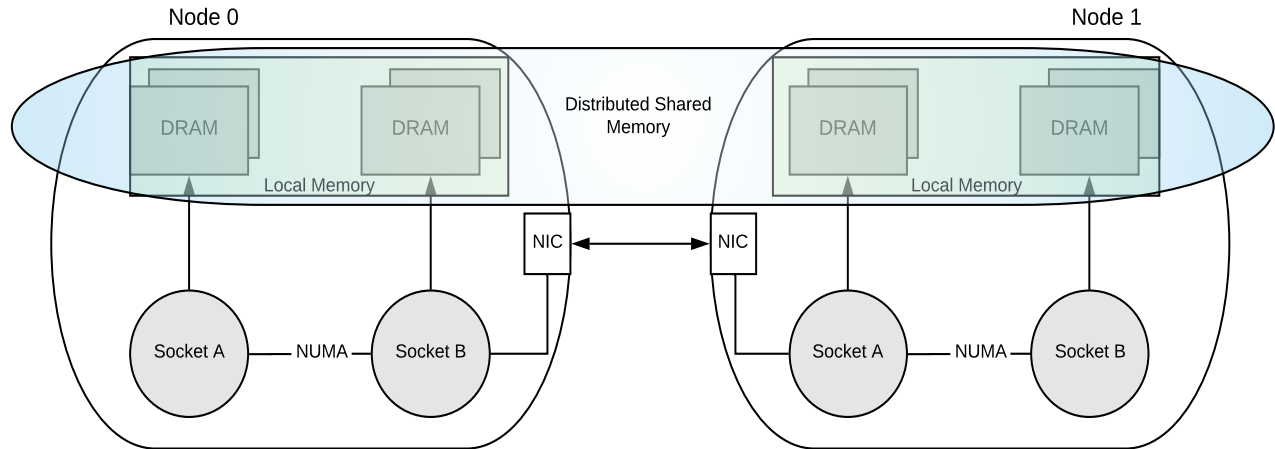 Node 0
Node 1
Distributed Shared
Memory
DRAM
DRAM
DRAM
DRAM
Local Memory
Local Memory
NIC
NIC
Socket A
NUMA
Socket B
Socket A
NUMA
Socket B